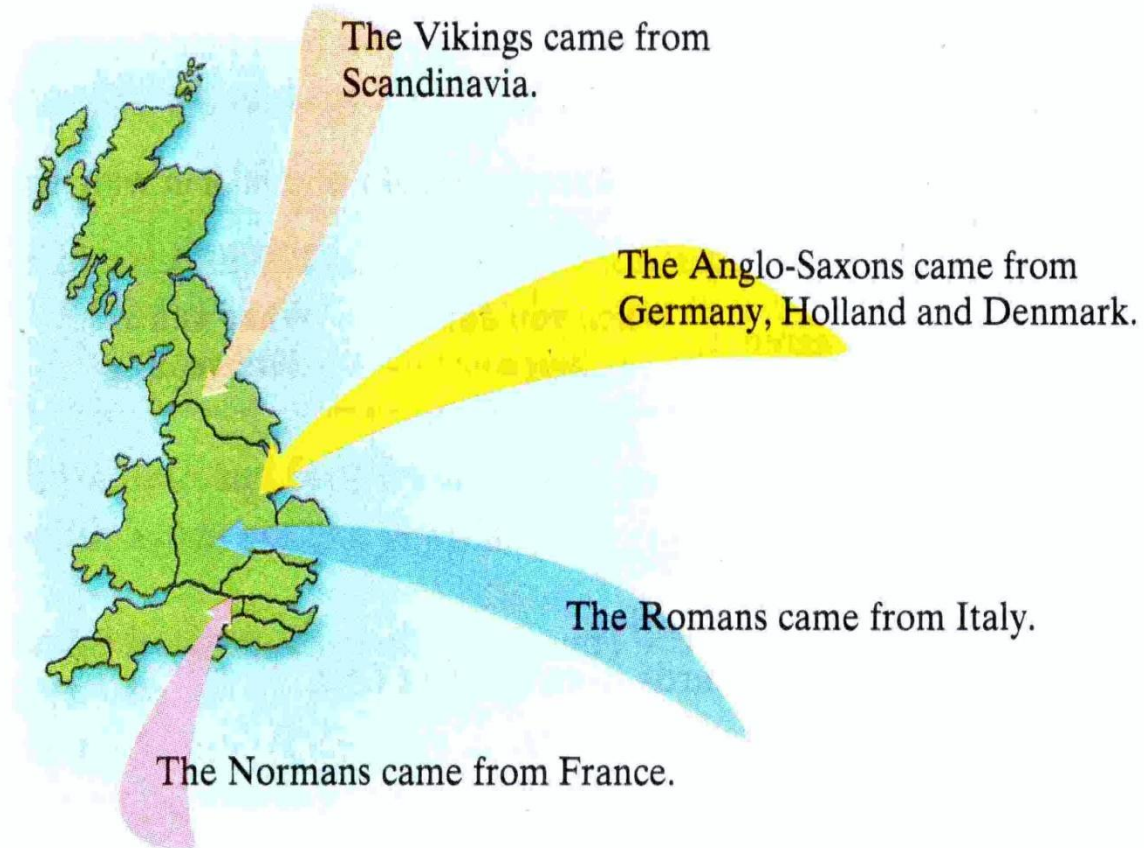 The Vikings came from
Scandinavia.
The Anglo-Saxons came from
Germany, Holland and Denmark.
The Romans came from Italy.
The Normans came from France.